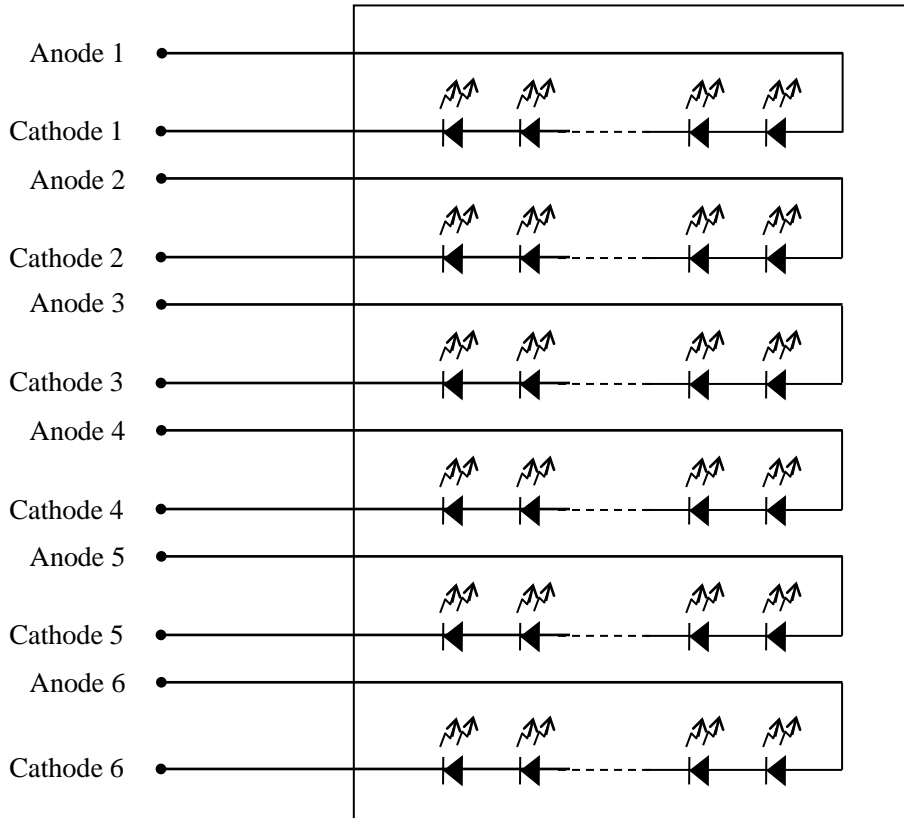 Anode 1
Cathode 1
Anode 2
Cathode 2
Anode 3
Cathode 3
Anode 4
Cathode 4
Anode 5
Cathode 5
Anode 6
Cathode 6